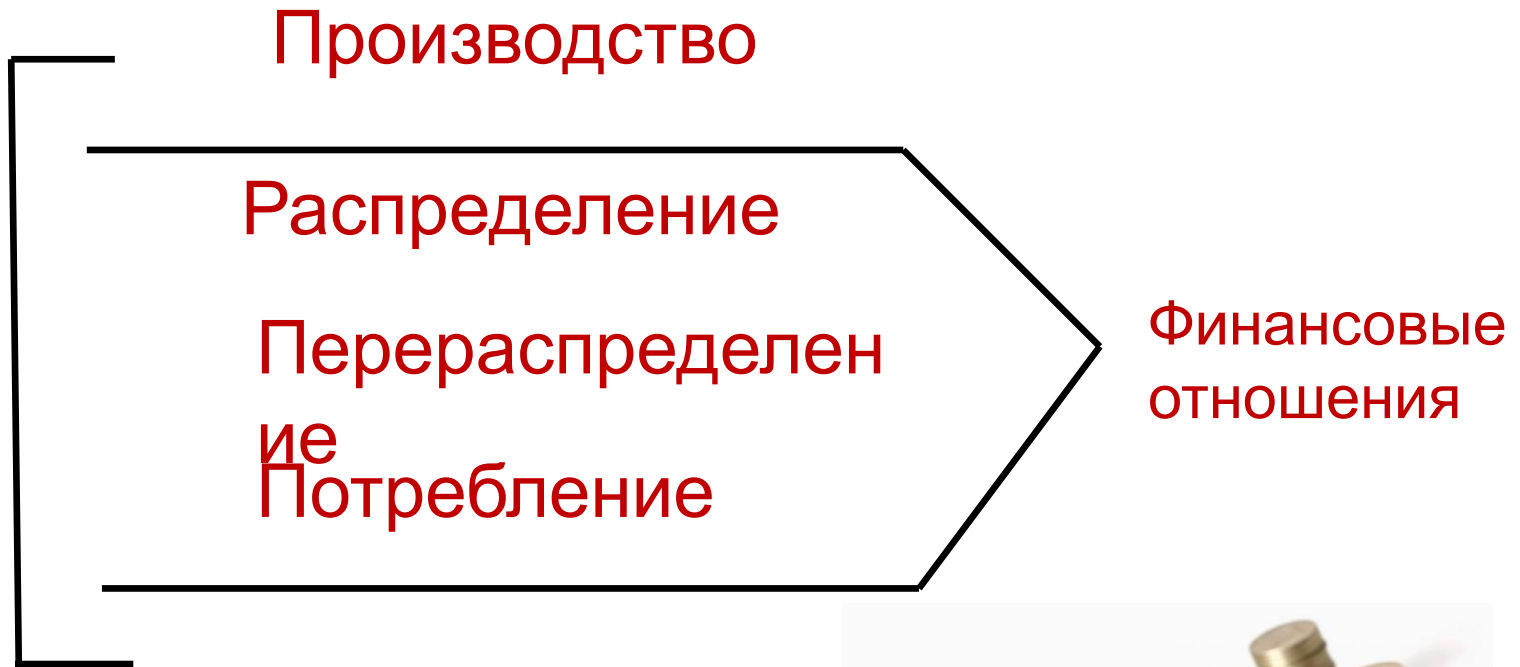 Производство
Распределение
Перераспределен
ие
Потребление
Финансовые
отношения